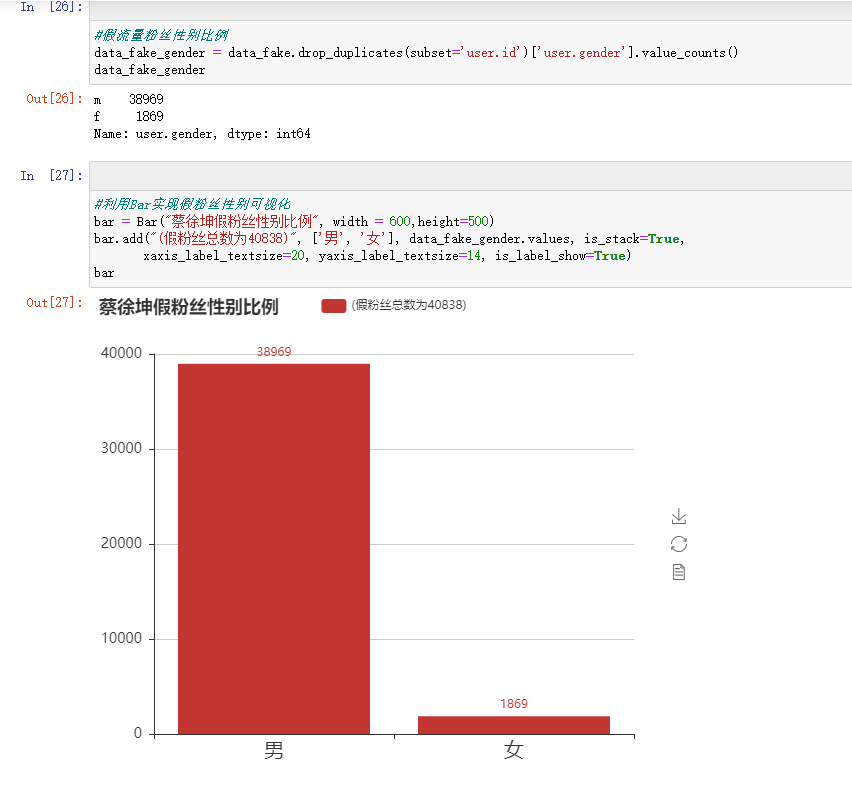 In [26]:
#假流量粉丝性别比例
data_fake_gender = data_fake.drop_duplicates(subset='user.id')['user.gender'].value_counts()
data_fake_gender
Out[26]: m    38969
f     1869
Name: user.gender, dtype: int64
In [27]:
#利用Bar实现假粉丝性别可视化
bar = Bar("蔡徐坤假粉丝性别比例", width = 600,height=500)
bar.add("(假粉丝总数为40838)", ['男', '女'], data_fake_gender.values, is_stack=True,
xaxis_label_textsize=20, yaxis_label_textsize=14, is_label_show=True)
bar
Out[27]:
蔡徐坤假粉丝性别比例
(假粉丝总数为40838)
40000
38969
30000
20000
10000
1869
0
男 女